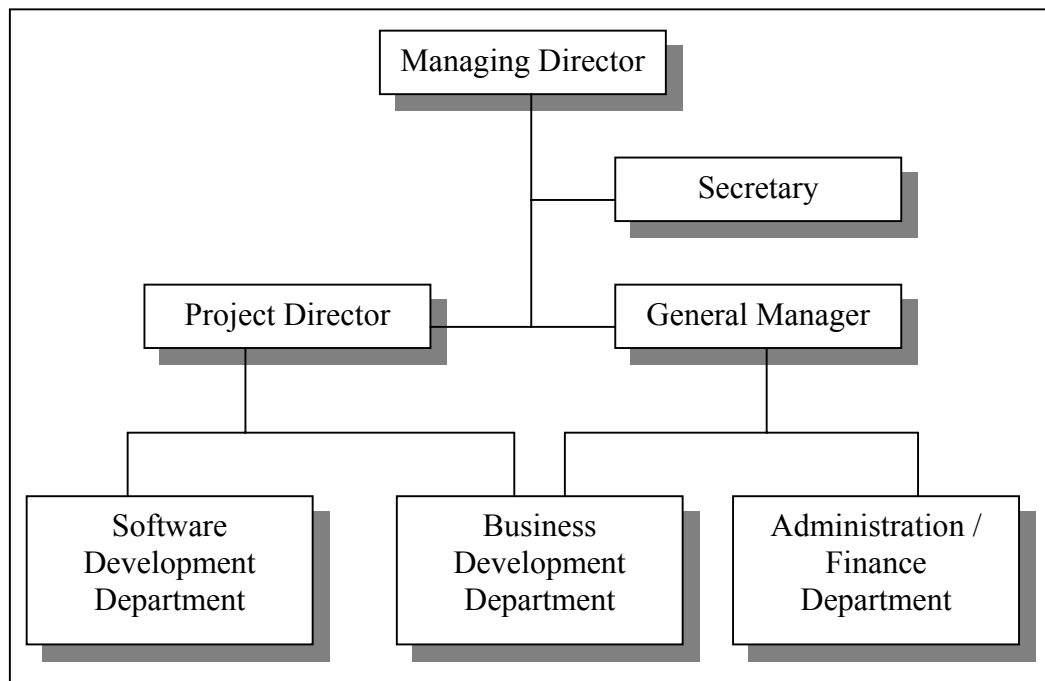 Managing Director
Secretary
Project Director
General Manager
Software
Development
Department
Business
Development
Department
Administration /
Finance
Department